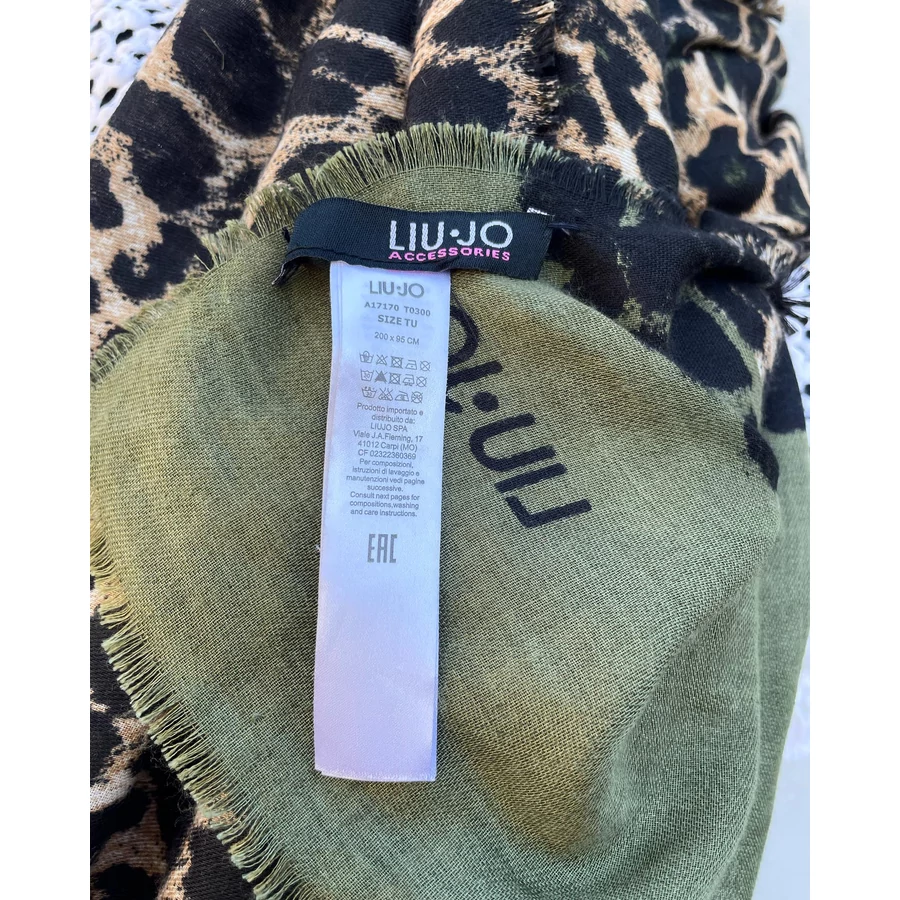 LIU·JO
ACCESSORIES
LIU·JO
A17170 T0300
SIZE TU
200 x 95 CM
Prodotto importato e
distribuito da:
LIUJO SPA
Viale J.A.Fleming, 17
41012 Carpi (MO)
CF 02322360369
Per composizioni,
istruzioni di lavaggio e
manutenzioni vedi pagine
successive.
Consult next pages for
compositions,washing
and care instructions.
EAC
LIU·JO